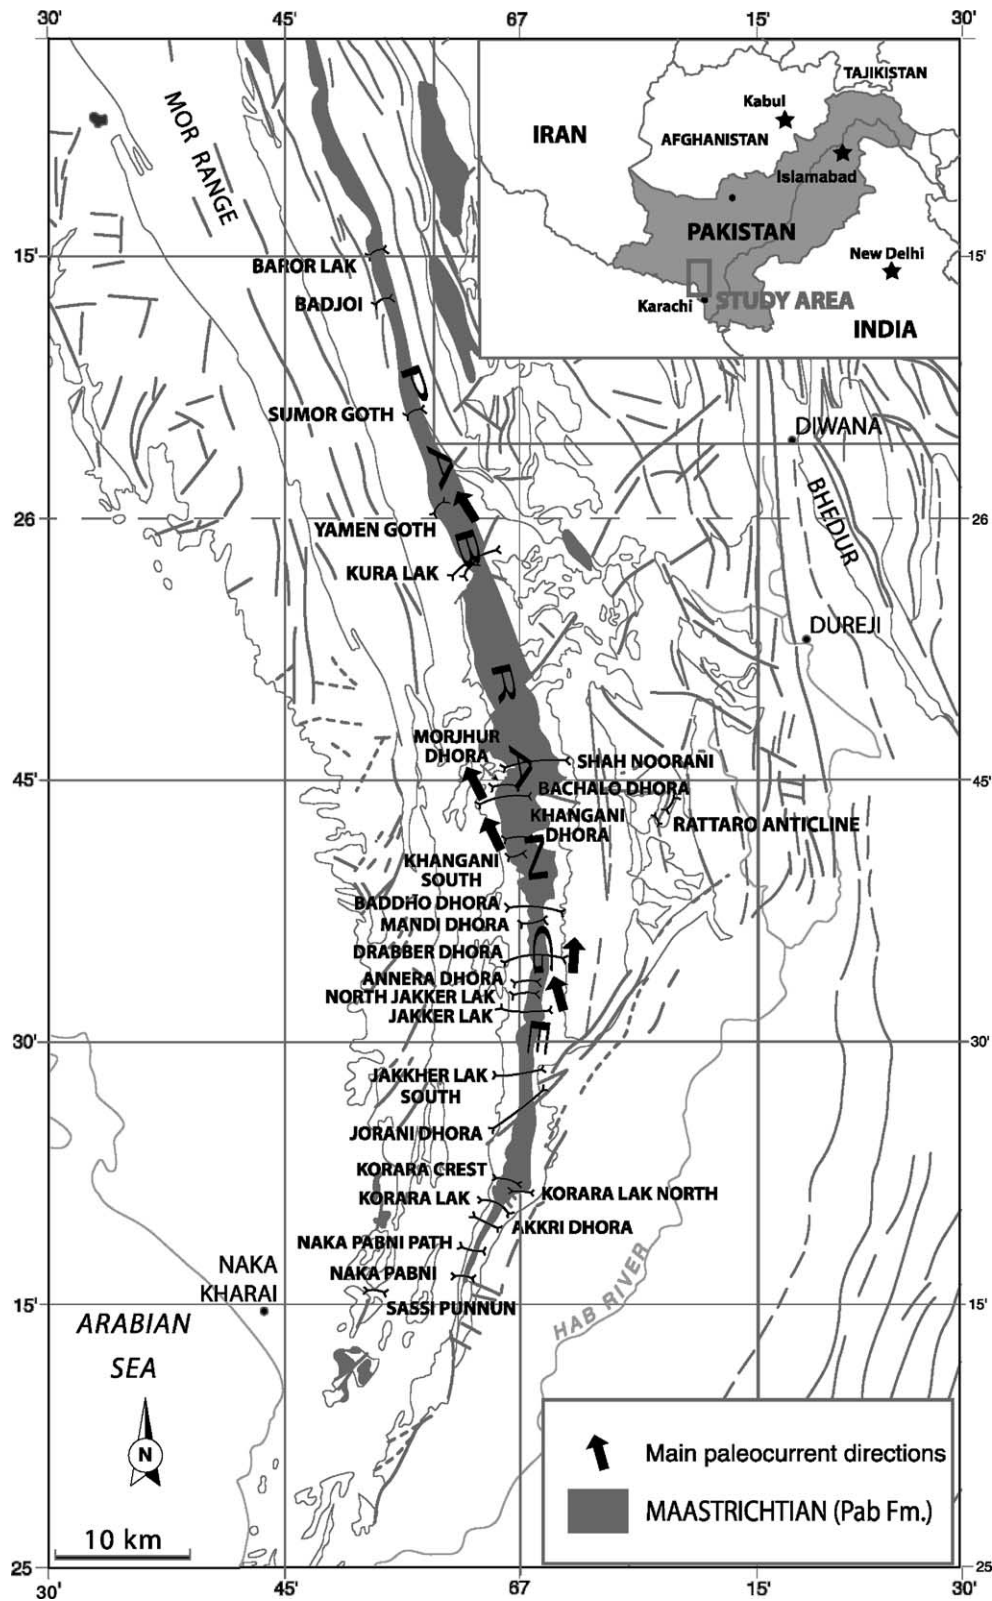 30'
45'
67
15'
30'
TAJIKISTAN
Kabul
IRAN
AFGHANISTAN
Islamabad
PAKISTAN
New Delhi
Karachi
STUDY AREA
INDIA
MOR RANGE
15'
15'
BAROR LAK
BADJOI
SUMOR GOTH
DIWANA
BHEDUR
26
26
YAMEN GOTH
KURA LAK
DUREJI
PAB RANGE
MORJHUR
DHORA
SHAH NOORANI
45'
45'
BACHALO DHORA
KHANGANI
DHORA
RATTARO ANTICLINE
KHANGANI
SOUTH
BADDHO DHORA
MANDI DHORA
DRABBER DHORA
ANNERA DHORA
NORTH JAKKER LAK
JAKKER LAK
30'
30'
JAKKHER LAK
SOUTH
JORANI DHORA
KORARA CREST
KORARA LAK
KORARA LAK NORTH
AKKRI DHORA
NAKA PABNI PATH
NAKA PABNI
NAKA
KHARAI
SASSI PUNNUN
15'
15'
HAB RIVER
ARABIAN
SEA
N
10 km
Main paleocurrent directions
MAASTRICHTIAN (Pab Fm.)
25
25
30'
45'
67
15'
30'